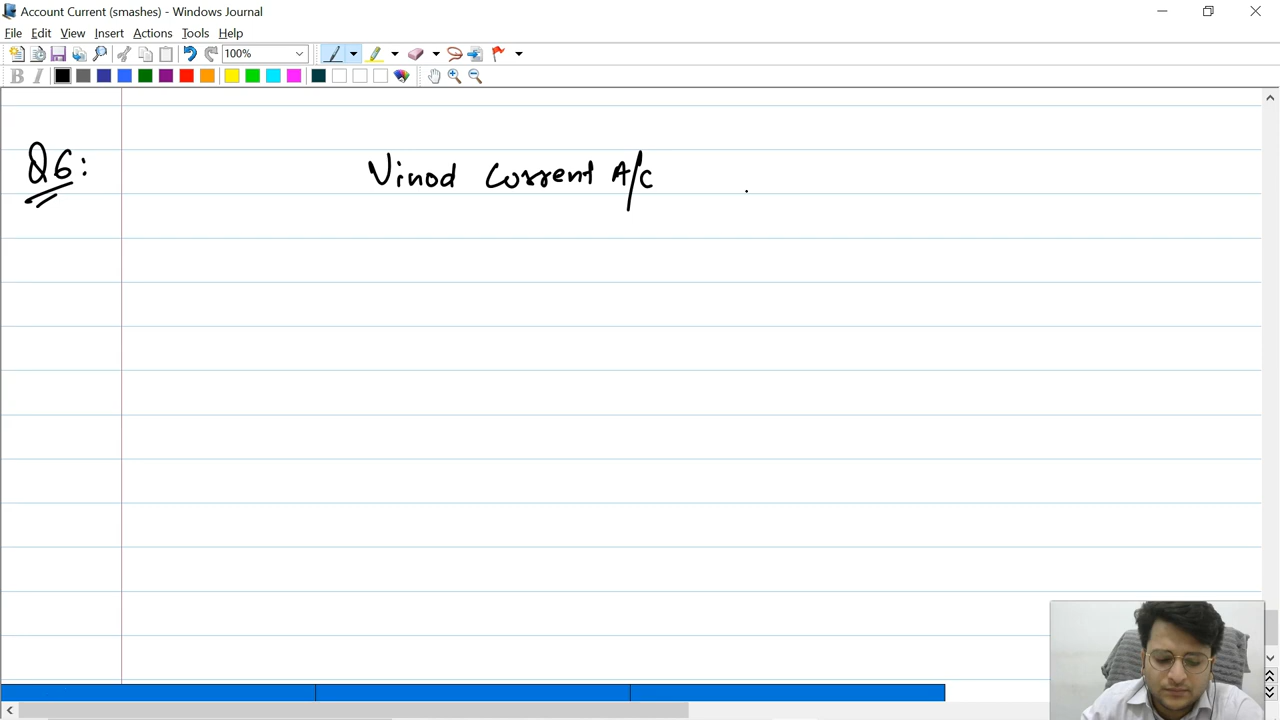 Account Current (smashes) - Windows Journal
File Edit View Insert Actions Tools Help
100%
B I
Q6: Vinod Current A/C